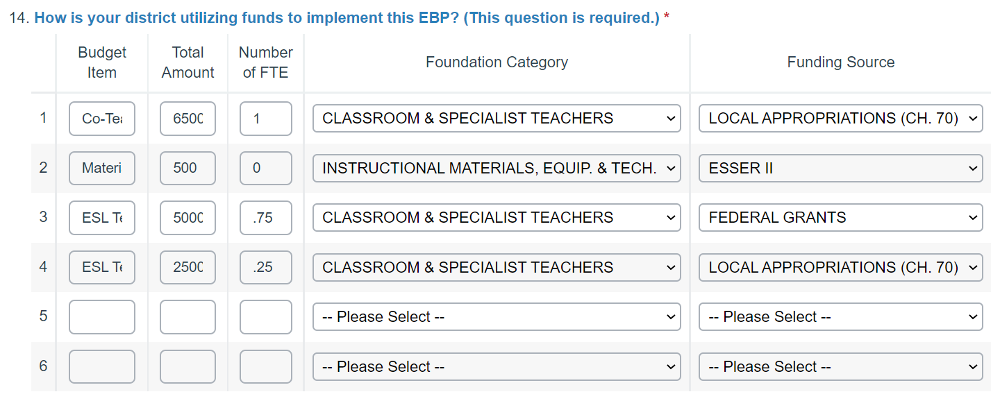 14. How is your district utilizing funds to implement this EBP? (This question is required.) *
Budget Item Total Amount Number of FTE Foundation Category Funding Source
1 Co-Tea 6500 1 CLASSROOM & SPECIALIST TEACHERS LOCAL APPROPRIATIONS (CH. 70)
2 Materi 500 0 INSTRUCTIONAL MATERIALS, EQUIP. & TECH. ESSER II
3 ESL Te 5000 .75 CLASSROOM & SPECIALIST TEACHERS FEDERAL GRANTS
4 ESL Te 2500 .25 CLASSROOM & SPECIALIST TEACHERS LOCAL APPROPRIATIONS (CH. 70)
5 -- Please Select -- -- Please Select --
6 -- Please Select -- -- Please Select --